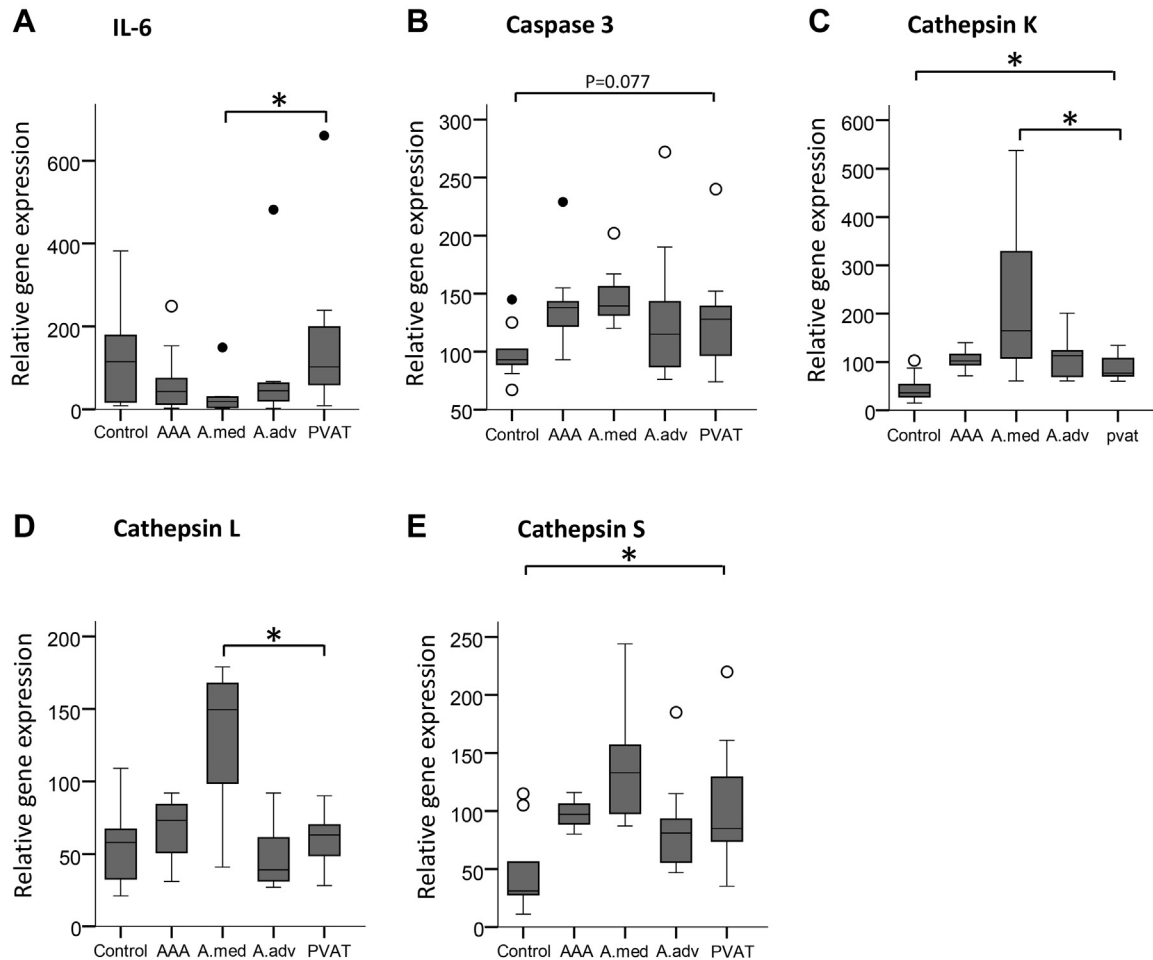 A IL-6
*
Relative gene expression
600
400
200
0
Control AAA A.med A.adv PVAT
B Caspase 3
P=0.077
Relative gene expression
300
250
200
150
100
50
Control AAA A.med A.adv PVAT
C Cathepsin K
*
*
Relative gene expression
600
500
400
300
200
100
0
Control AAA A.med A.adv pvat
D Cathepsin L
*
Relative gene expression
200
150
100
50
0
Control AAA A.med A.adv PVAT
E Cathepsin S
*
Relative gene expression
250
200
150
100
50
0
Control AAA A.med A.adv PVAT